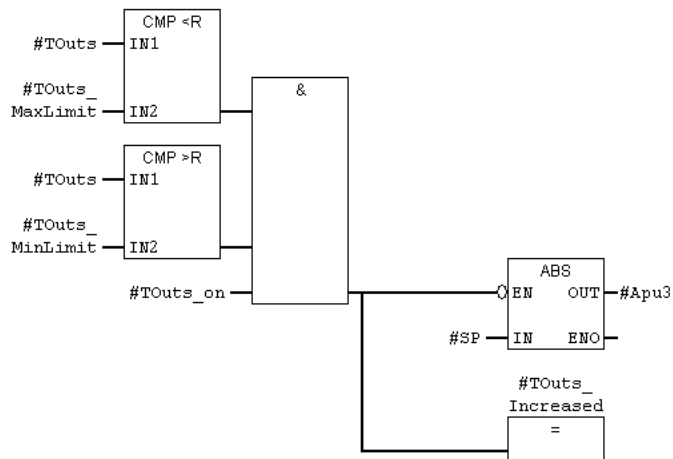 CMP <R
#TOuts IN1
#TOuts_
MaxLimit IN2
&
CMP >R
#TOuts IN1
#TOuts_
MinLimit IN2
#TOuts_on
ABS
EN OUT #Apu3
#SP IN ENO
#TOuts_
Increased
=